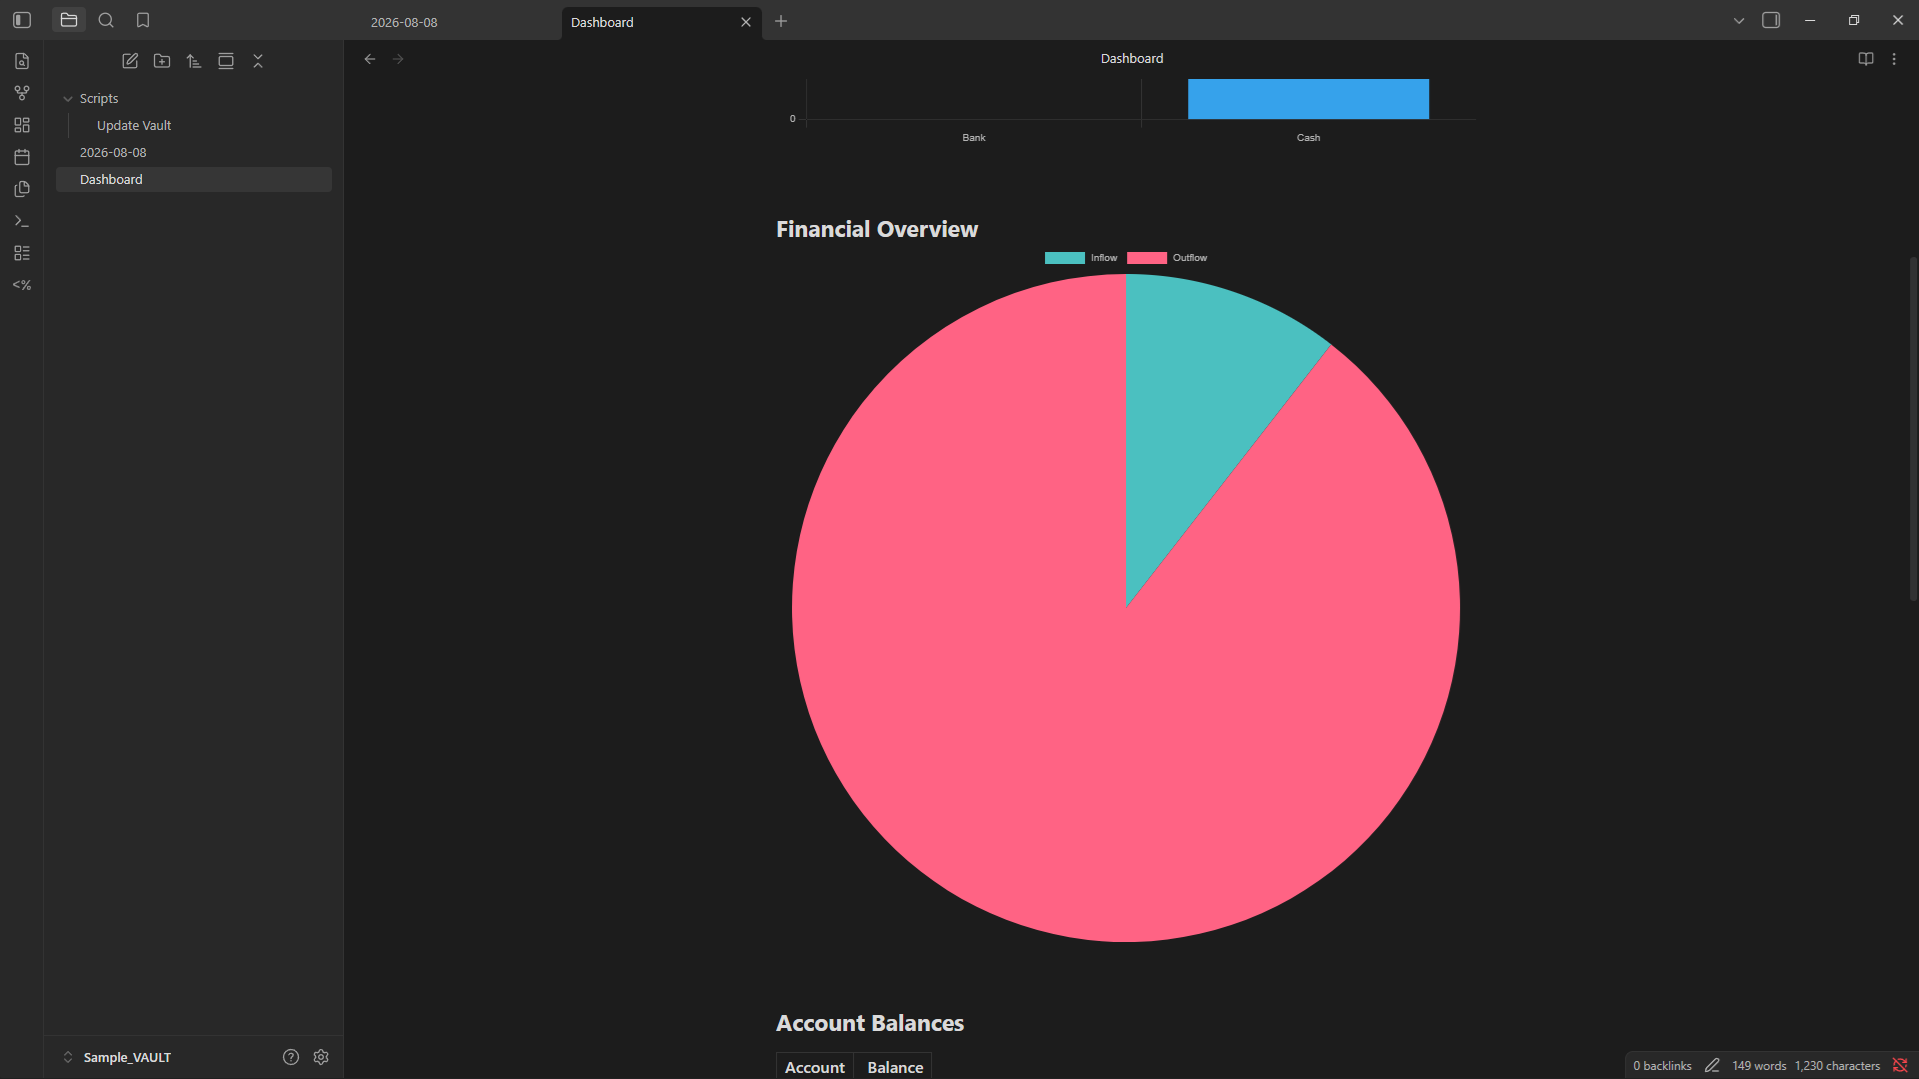 2026-08-08
Dashboard
Scripts
Update Vault
2026-08-08
Dashboard
Dashboard
0
Bank
Cash
Financial Overview
Inflow
Outflow
Account Balances
Account Balance
<%
Sample_VAULT
0 backlinks
149 words
1,230 characters